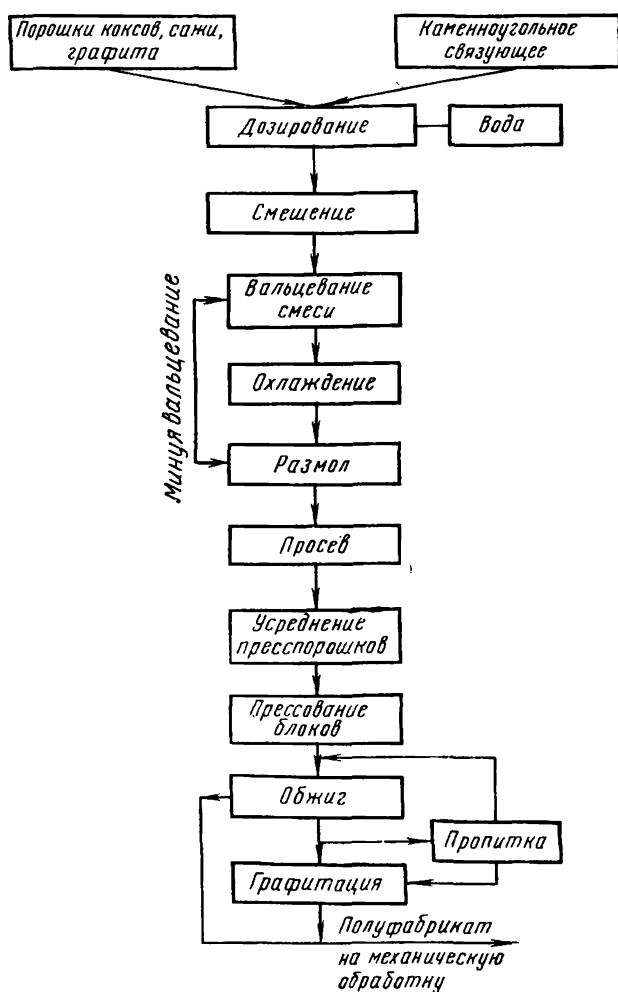 Порошки коксов, сажи,
графита
Каменноугольное
связующее
Дозирование
Вода
Смешение
Вальцевание
смеси
Минуя вальцевание
Охлаждение
Размол
Просев
Усреднение
пресспорошков
Прессование
блоков
Обжиг
Пропитка
Графитация
Полуфабрикат
на механическую
обработку